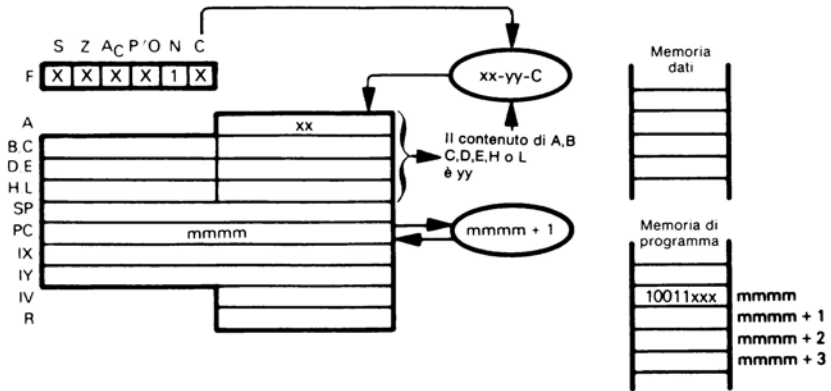 S Z AC P'O N C
F X X X X 1 X
xx-yy-C
A xx
B.C
D.E
H L
SP
PC mmmm
IX
IY
IV
R
Il contenuto di A,B
C,D,E,H o L
è yy
mmmm + 1
Memoria
dati
Memoria di
programma
10011xxx mmmm
mmmm + 1
mmmm + 2
mmmm + 3